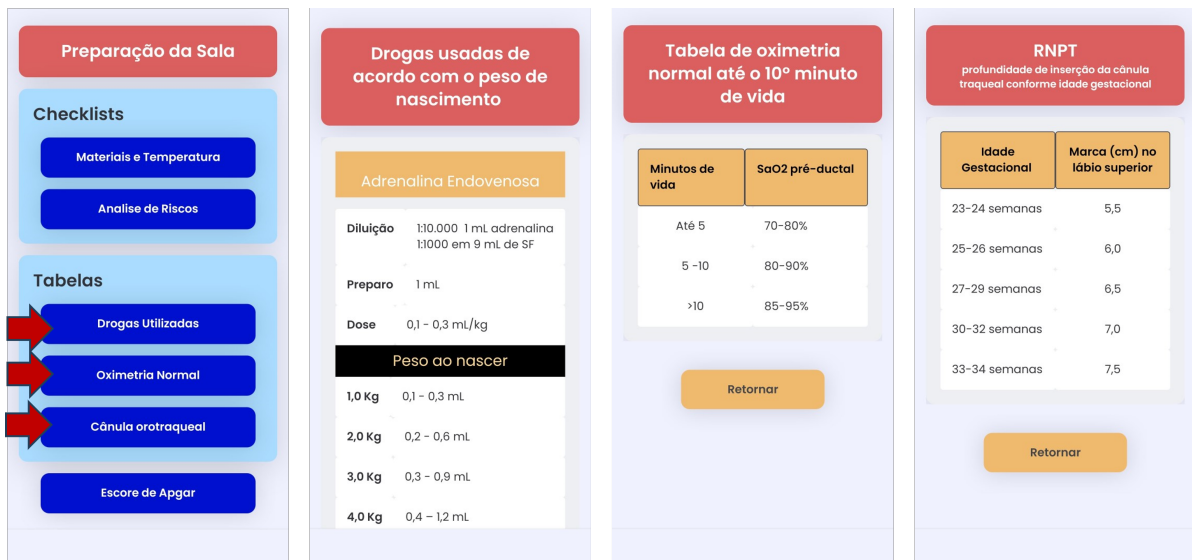 Preparação da Sala
Checklists
Materiais e Temperatura
Analise de Riscos
Tabelas
Drogas Utilizadas
Oximetria Normal
Cânula orotraqueal
Escore de Apgar
Drogas usadas de
acordo com o peso de
nascimento
Adrenalina Endovenosa
Diluição 1:10.000 1 mL adrenalina
1:1000 em 9 mL de SF
Preparo 1 mL
Dose 0,1 - 0,3 mL/kg
Peso ao nascer
1,0 Kg 0,1 - 0,3 mL
2,0 Kg 0,2 - 0,6 mL
3,0 Kg 0,3 - 0,9 mL
4,0 Kg 0,4 – 1,2 mL
Tabela de oximetria
normal até o 10º minuto
de vida
Minutos de
vida
SaO2 pré-ductal
Até 5 70-80%
5 -10 80-90%
>10 85-95%
Retornar
RNPT
profundidade de inserção da cânula
traqueal conforme idade gestacional
Idade
Gestacional
Marca (cm) no
lábio superior
23-24 semanas 5,5
25-26 semanas 6,0
27-29 semanas 6,5
30-32 semanas 7,0
33-34 semanas 7,5
Retornar